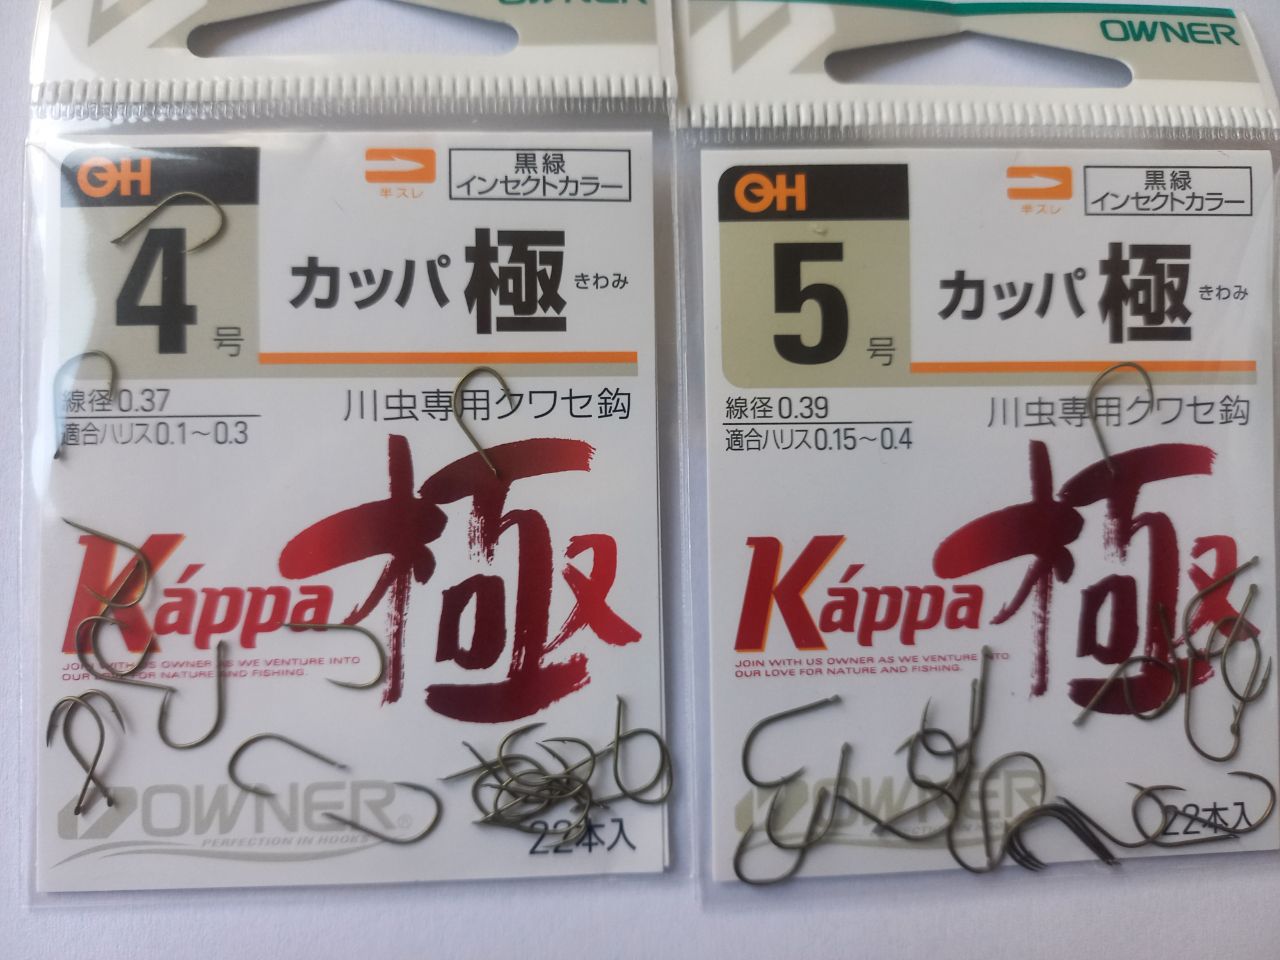 OWNER
OH
半スレ
黒緑
インセクトカラー
4号
カッパ 極 きわみ
線径0.37
適合ハリス0.1〜0.3
川虫専用クワセ鈎
極
Káppa
JOIN WITH US OWNER AS WE VENTURE INTO
OUR LOVE FOR NATURE AND FISHING.
OWNER®
PERFECTION IN HOOKS
22本入
OWNER
OH
半スレ
黒緑
インセクトカラー
5号
カッパ 極 きわみ
線径0.39
適合ハリス0.15〜0.4
川虫専用クワセ鈎
極
Káppa
JOIN WITH US OWNER AS WE VENTURE INTO
OUR LOVE FOR NATURE AND FISHING.
OWNER
PERFECTION IN
22本入